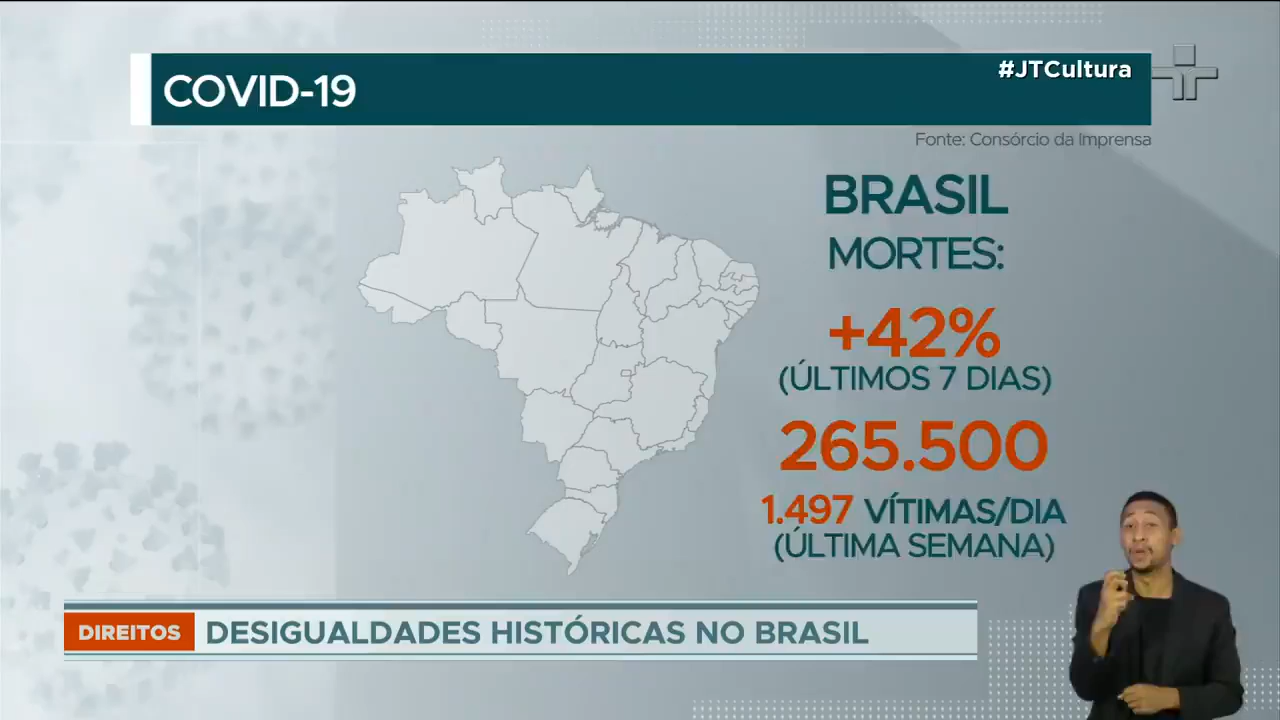 COVID-19
#JTCultura
Fonte: Consórcio da Imprensa
BRASIL
MORTES:
+42%
(ÚLTIMOS 7 DIAS)
265.500
1.497 VÍTIMAS/DIA
(ÚLTIMA SEMANA)
DIREITOS
DESIGUALDADES HISTÓRICAS NO BRASIL